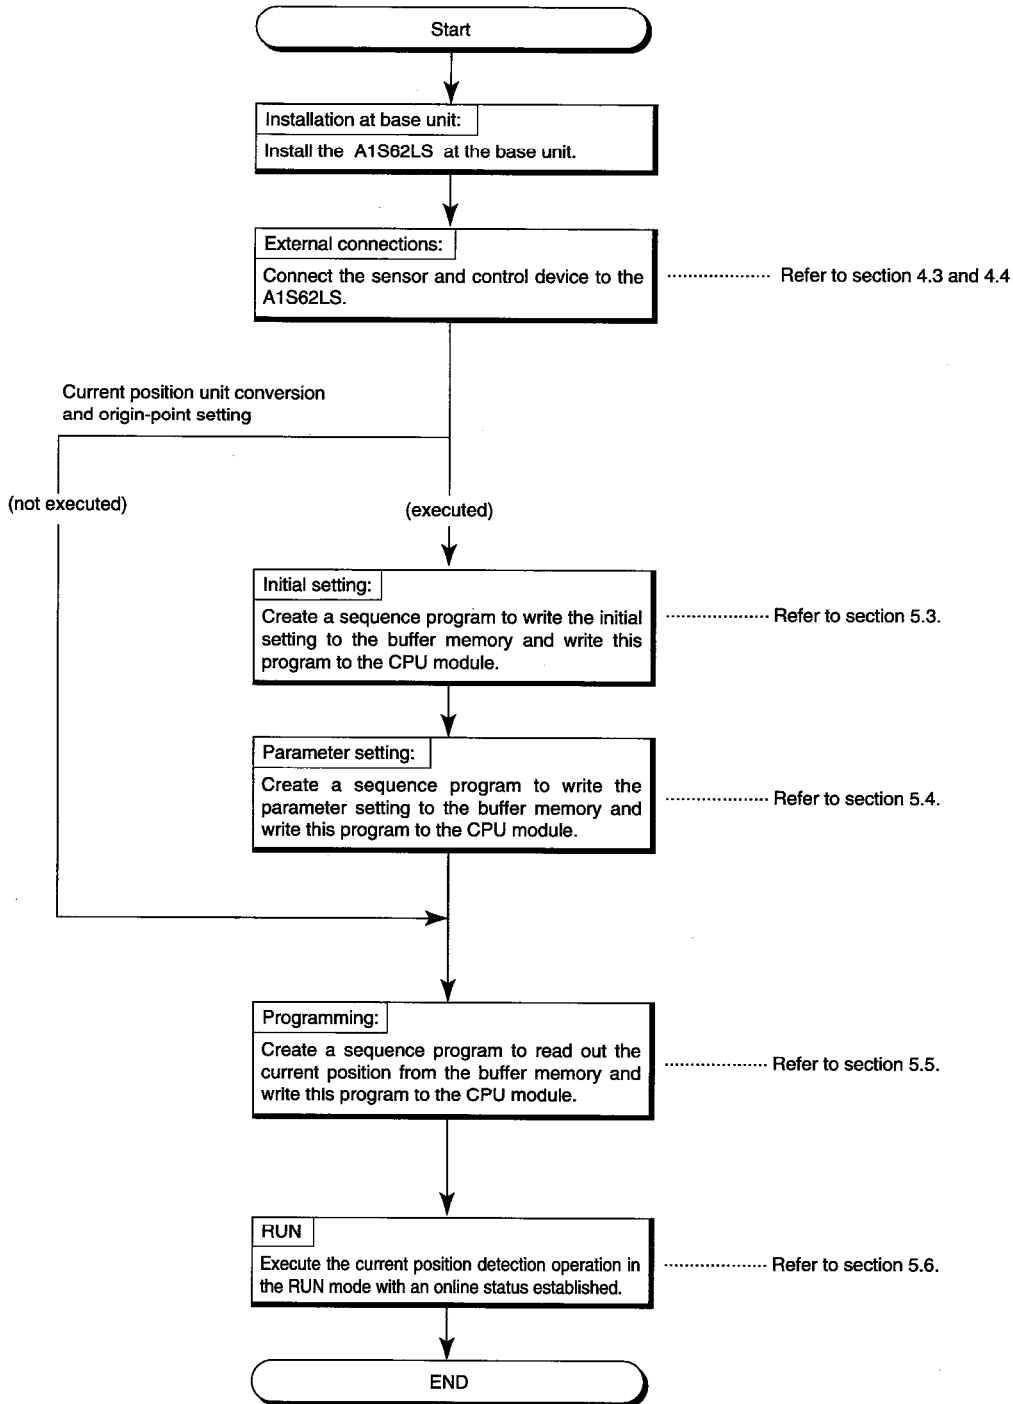 Start
Installation at base unit:
Install the A1S62LS at the base unit.
External connections:
Connect the sensor and control device to the
A1S62LS.
Refer to section 4.3 and 4.4
Current position unit conversion
and origin-point setting
(not executed)
(executed)
Initial setting:
Create a sequence program to write the initial
setting to the buffer memory and write this
program to the CPU module.
Refer to section 5.3.
Parameter setting:
Create a sequence program to write the
parameter setting to the buffer memory and
write this program to the CPU module.
Refer to section 5.4.
Programming:
Create a sequence program to read out the
current position from the buffer memory and
write this program to the CPU module.
Refer to section 5.5.
RUN
Execute the current position detection operation in
the RUN mode with an online status established.
Refer to section 5.6.
END